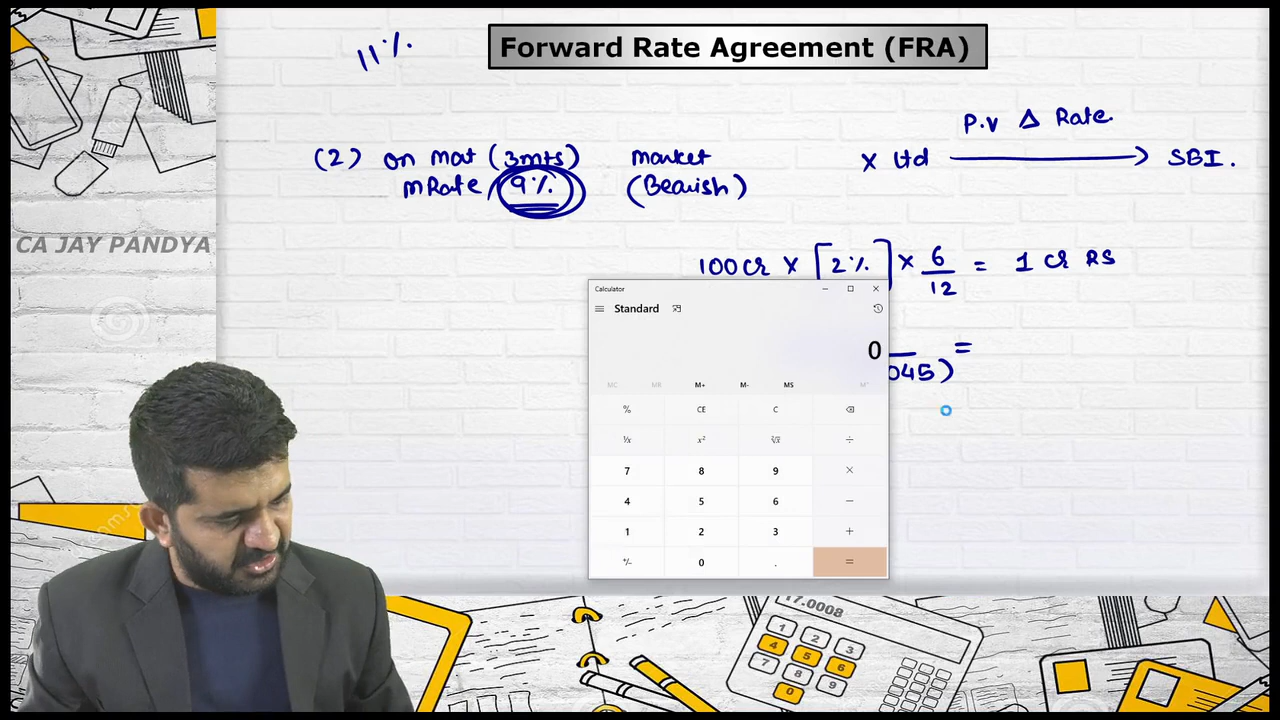 11%
Forward Rate Agreement (FRA)
P.V Δ Rate
(2) on mat (3mts) market X Ltd → SBI.
mRate 9% (Bearish)
CA JAY PANDYA
100 Cr X [2%] X 6/12 = 1 Cr RS
Calculator
Standard
0
=
045)
MC MR M+ M- MS M˅
% CE C
⅟x x² ²√x ÷
7 8 9 ×
4 5 6 −
1 2 3 +
+/− 0 . =
17.0008
1 2 3
4 5 6
7 8 9
0